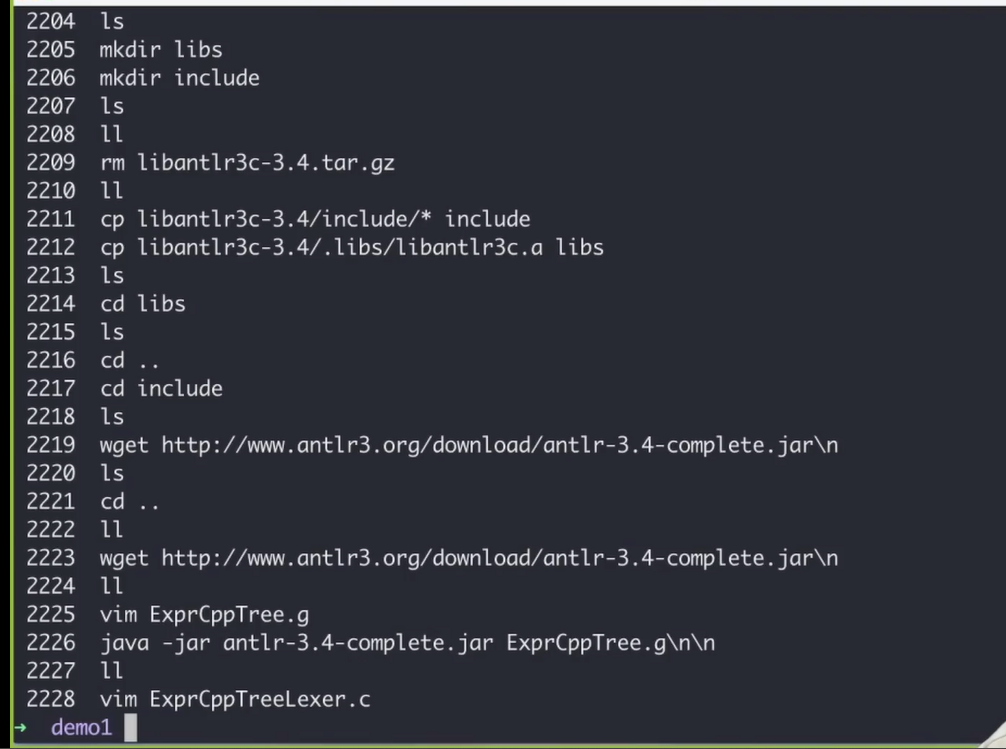 2204  ls
2205  mkdir libs
2206  mkdir include
2207  ls
2208  ll
2209  rm libantlr3c-3.4.tar.gz
2210  ll
2211  cp libantlr3c-3.4/include/* include
2212  cp libantlr3c-3.4/.libs/libantlr3c.a libs
2213  ls
2214  cd libs
2215  ls
2216  cd ..
2217  cd include
2218  ls
2219  wget http://www.antlr3.org/download/antlr-3.4-complete.jar\n
2220  ls
2221  cd ..
2222  ll
2223  wget http://www.antlr3.org/download/antlr-3.4-complete.jar\n
2224  ll
2225  vim ExprCppTree.g
2226  java -jar antlr-3.4-complete.jar ExprCppTree.g\n\n
2227  ll
2228  vim ExprCppTreeLexer.c
→ demo1